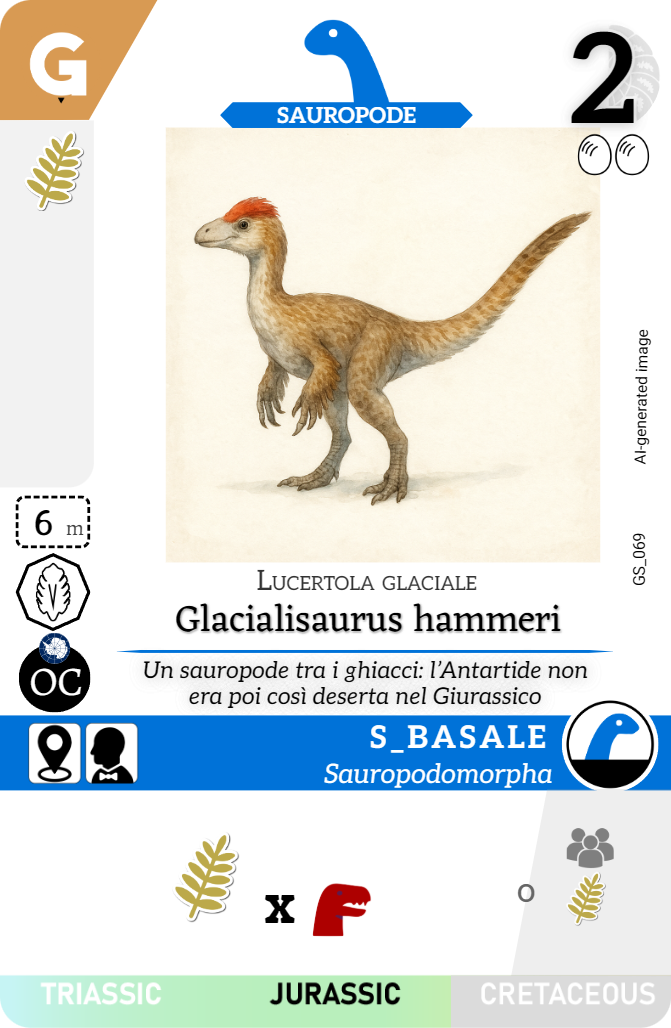 G
SAUROPODE
2
AI-generated image
GS_069
6 m
OC
Lucertola glaciale
Glacialisaurus hammeri
Un sauropode tra i ghiacci: l'Antartide non
era poi così deserta nel Giurassico
S_BASALE
Sauropodomorpha
x
o
TRIASSIC
JURASSIC
CRETACEOUS